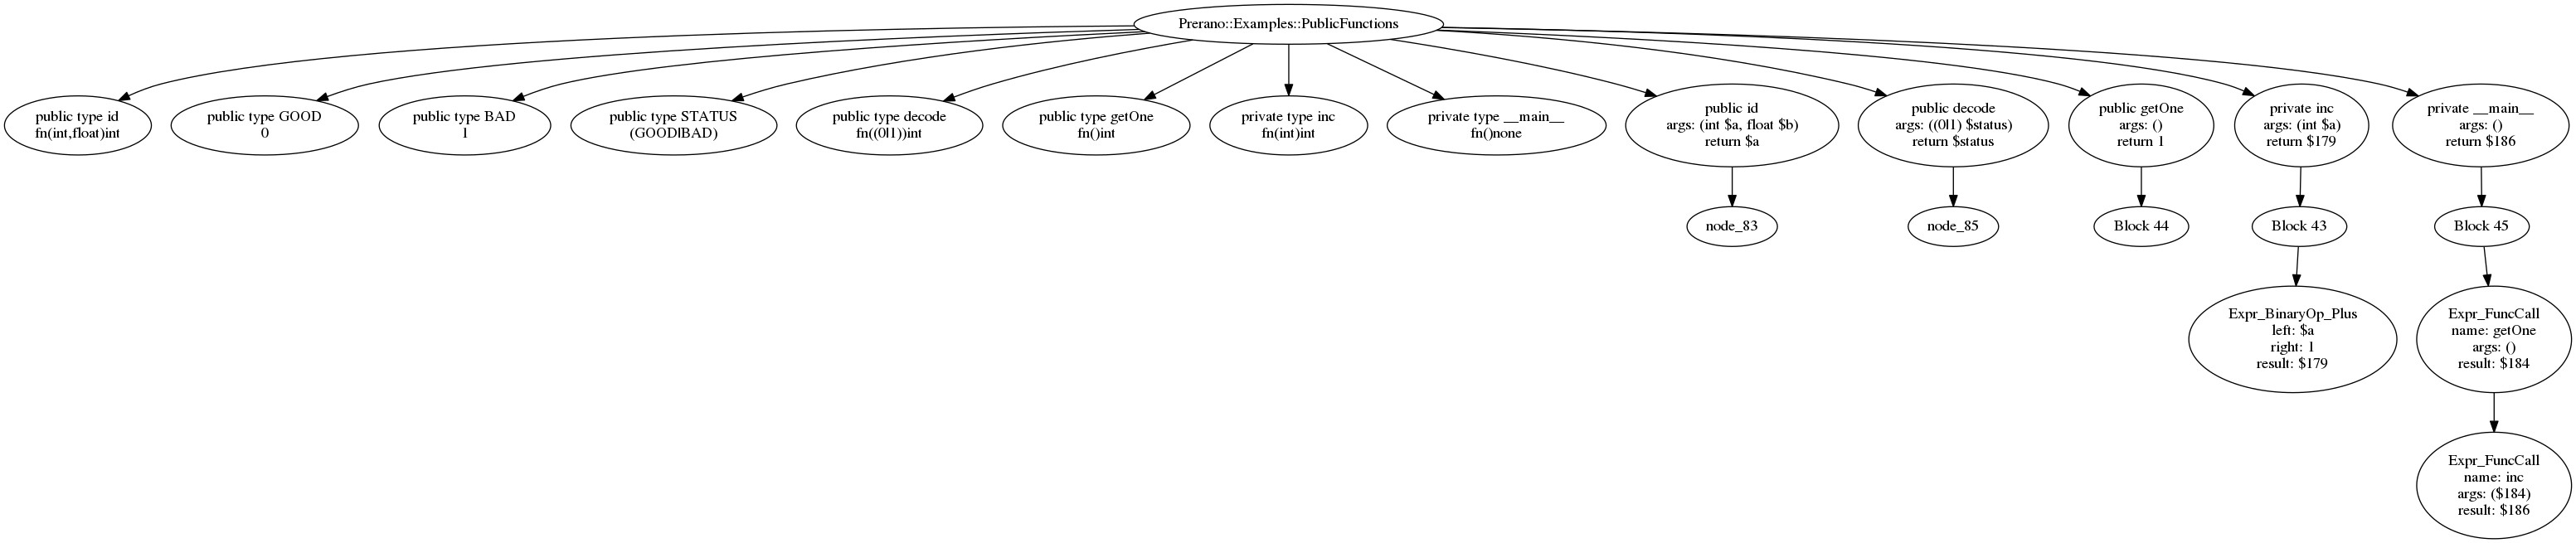 Prerano::Examples::PublicFunctions
public type id
fn(int,float)int
public type GOOD
0
public type BAD
1
public type STATUS
(GOOD|BAD)
public type decode
fn((0|1))int
public type getOne
fn()int
private type inc
fn(int)int
private type __main__
fn()none
public id
args: (int $a, float $b)
return $a
public decode
args: ((0|1) $status)
return $status
public getOne
args: ()
return 1
private inc
args: (int $a)
return $179
private __main__
args: ()
return $186
node_83
node_85
Block 44
Block 43
Block 45
Expr_BinaryOp_Plus
left: $a
right: 1
result: $179
Expr_FuncCall
name: getOne
args: ()
result: $184
Expr_FuncCall
name: inc
args: ($184)
result: $186